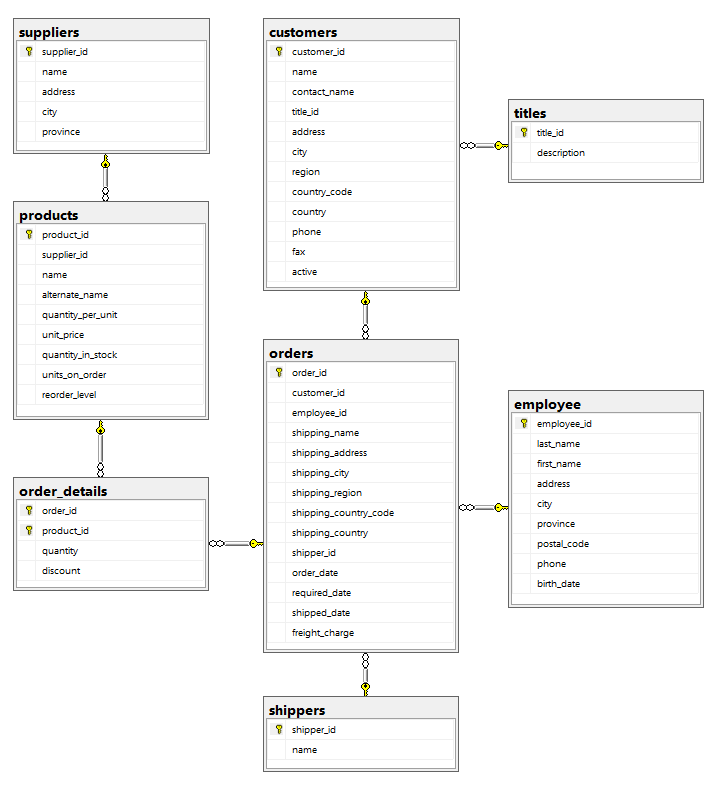 suppliers
supplier_id
name
address
city
province
products
product_id
supplier_id
name
alternate_name
quantity_per_unit
unit_price
quantity_in_stock
units_on_order
reorder_level
order_details
order_id
product_id
quantity
discount
customers
customer_id
name
contact_name
title_id
address
city
region
country_code
country
phone
fax
active
orders
order_id
customer_id
employee_id
shipping_name
shipping_address
shipping_city
shipping_region
shipping_country_code
shipping_country
shipper_id
order_date
required_date
shipped_date
freight_charge
shippers
shipper_id
name
titles
title_id
description
employee
employee_id
last_name
first_name
address
city
province
postal_code
phone
birth_date